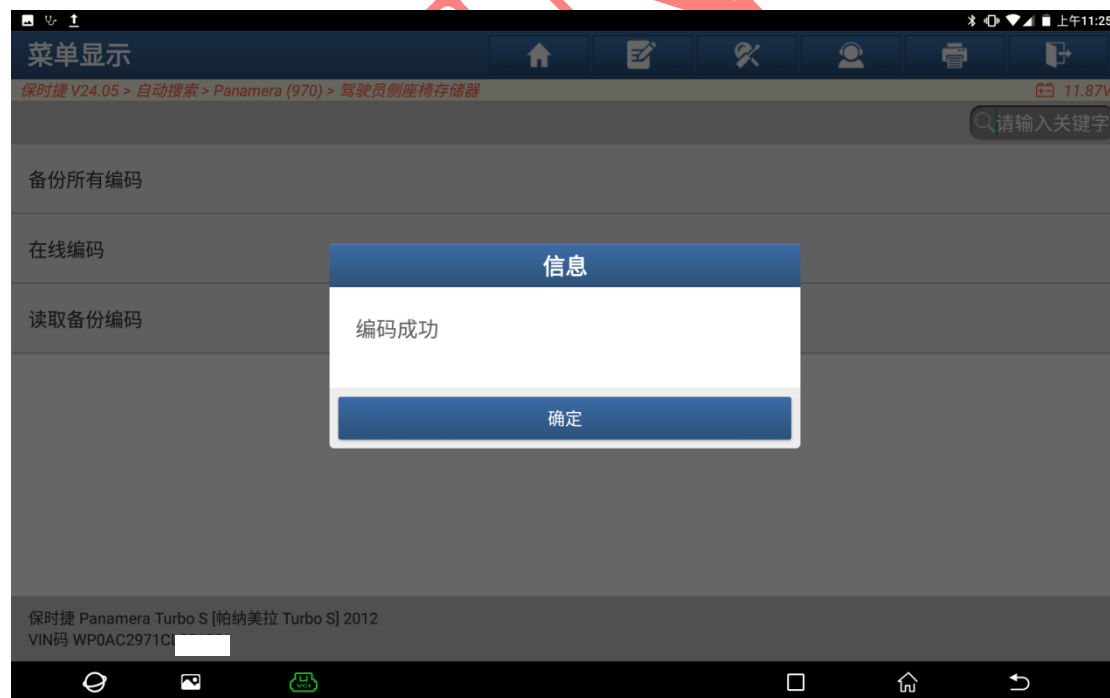 上午11:25
菜单显示
保时捷 V24.05 > 自动搜索 > Panamera (970) > 驾驶员侧座椅存储器
11.87V
请输入关键字
备份所有编码
在线编码
读取备份编码
信息
编码成功
确定
保时捷 Panamera Turbo S [帕纳美拉 Turbo S] 2012
VIN码 WP0AC2971C
VCI